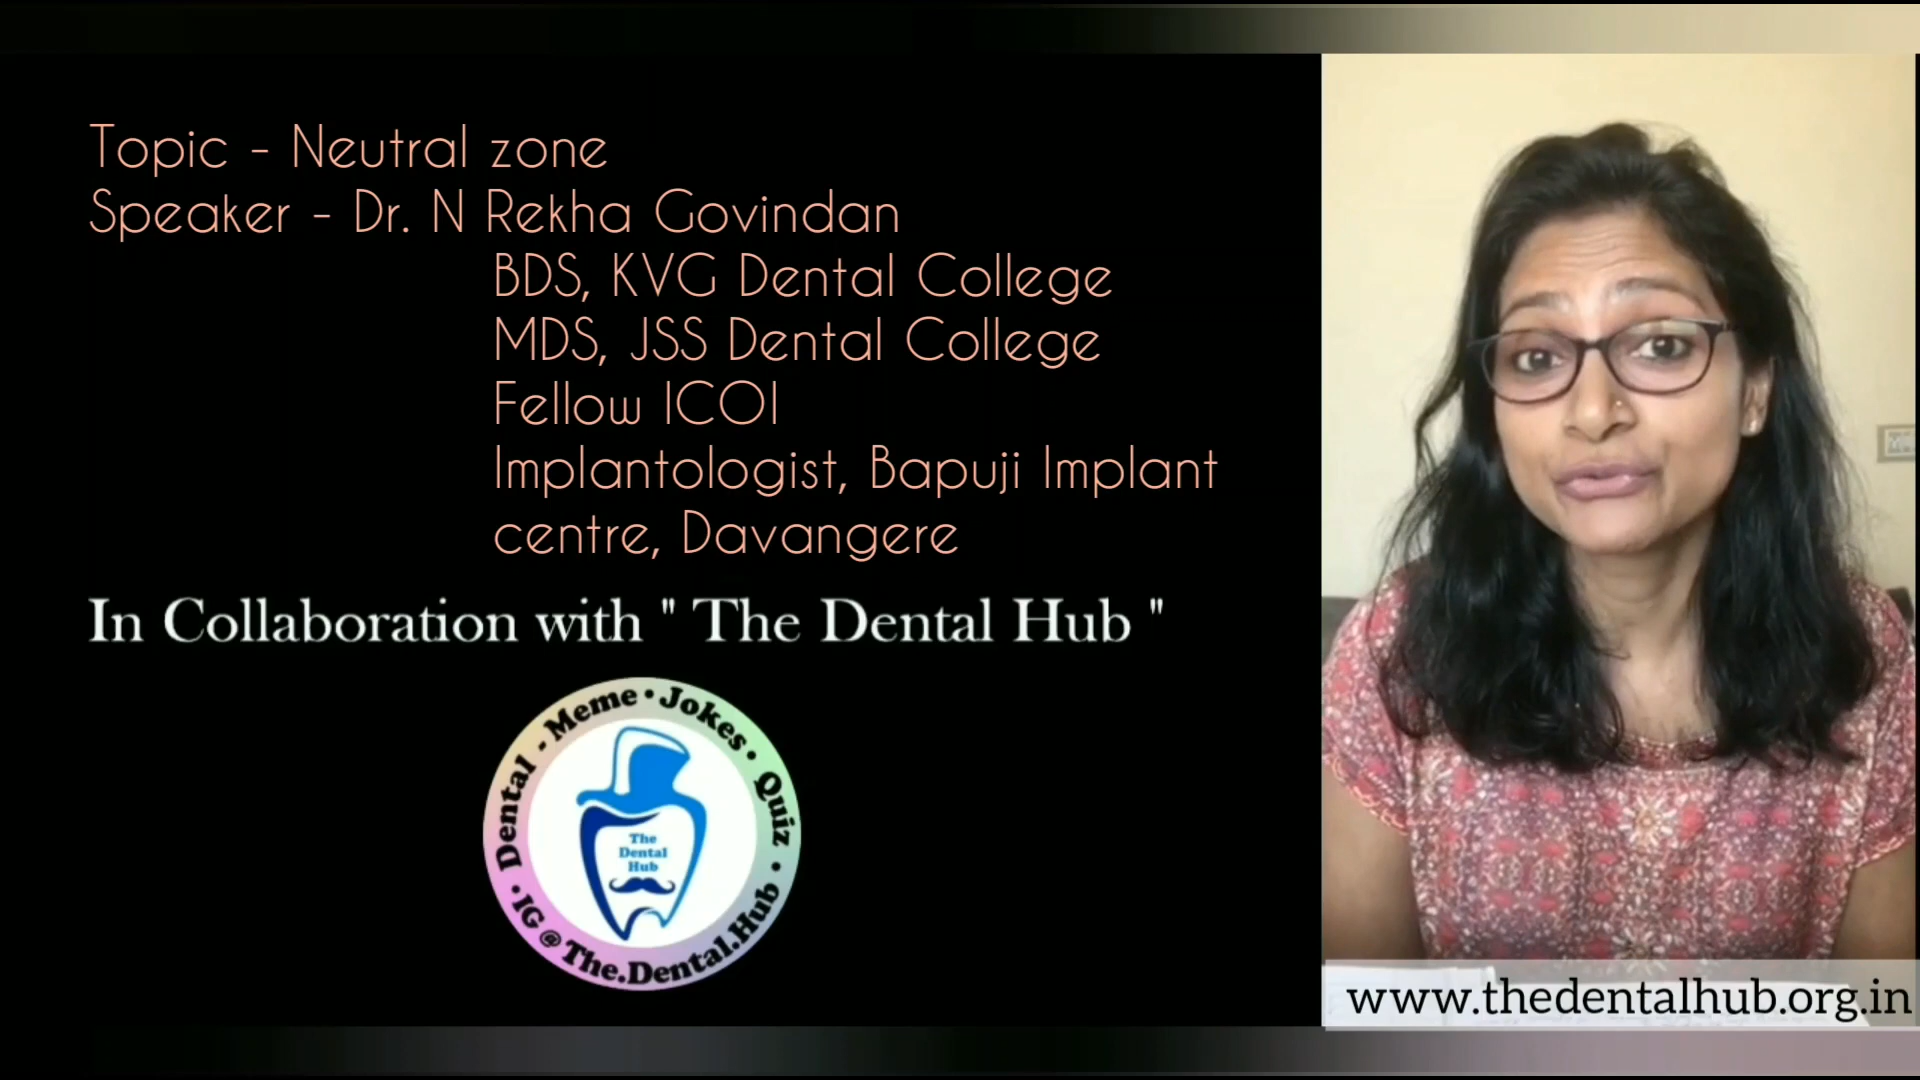 Topic - Neutral zone
Speaker - Dr. N Rekha Govindan
BDS, KVG Dental College
MDS, JSS Dental College
Fellow ICOI
Implantologist, Bapuji Implant
centre, Davangere
In Collaboration with " The Dental Hub "
• Dental - Meme • Jokes • Quiz •
The
Dental
Hub
IG @ The.Dental.Hub
www.thedentalhub.org.in